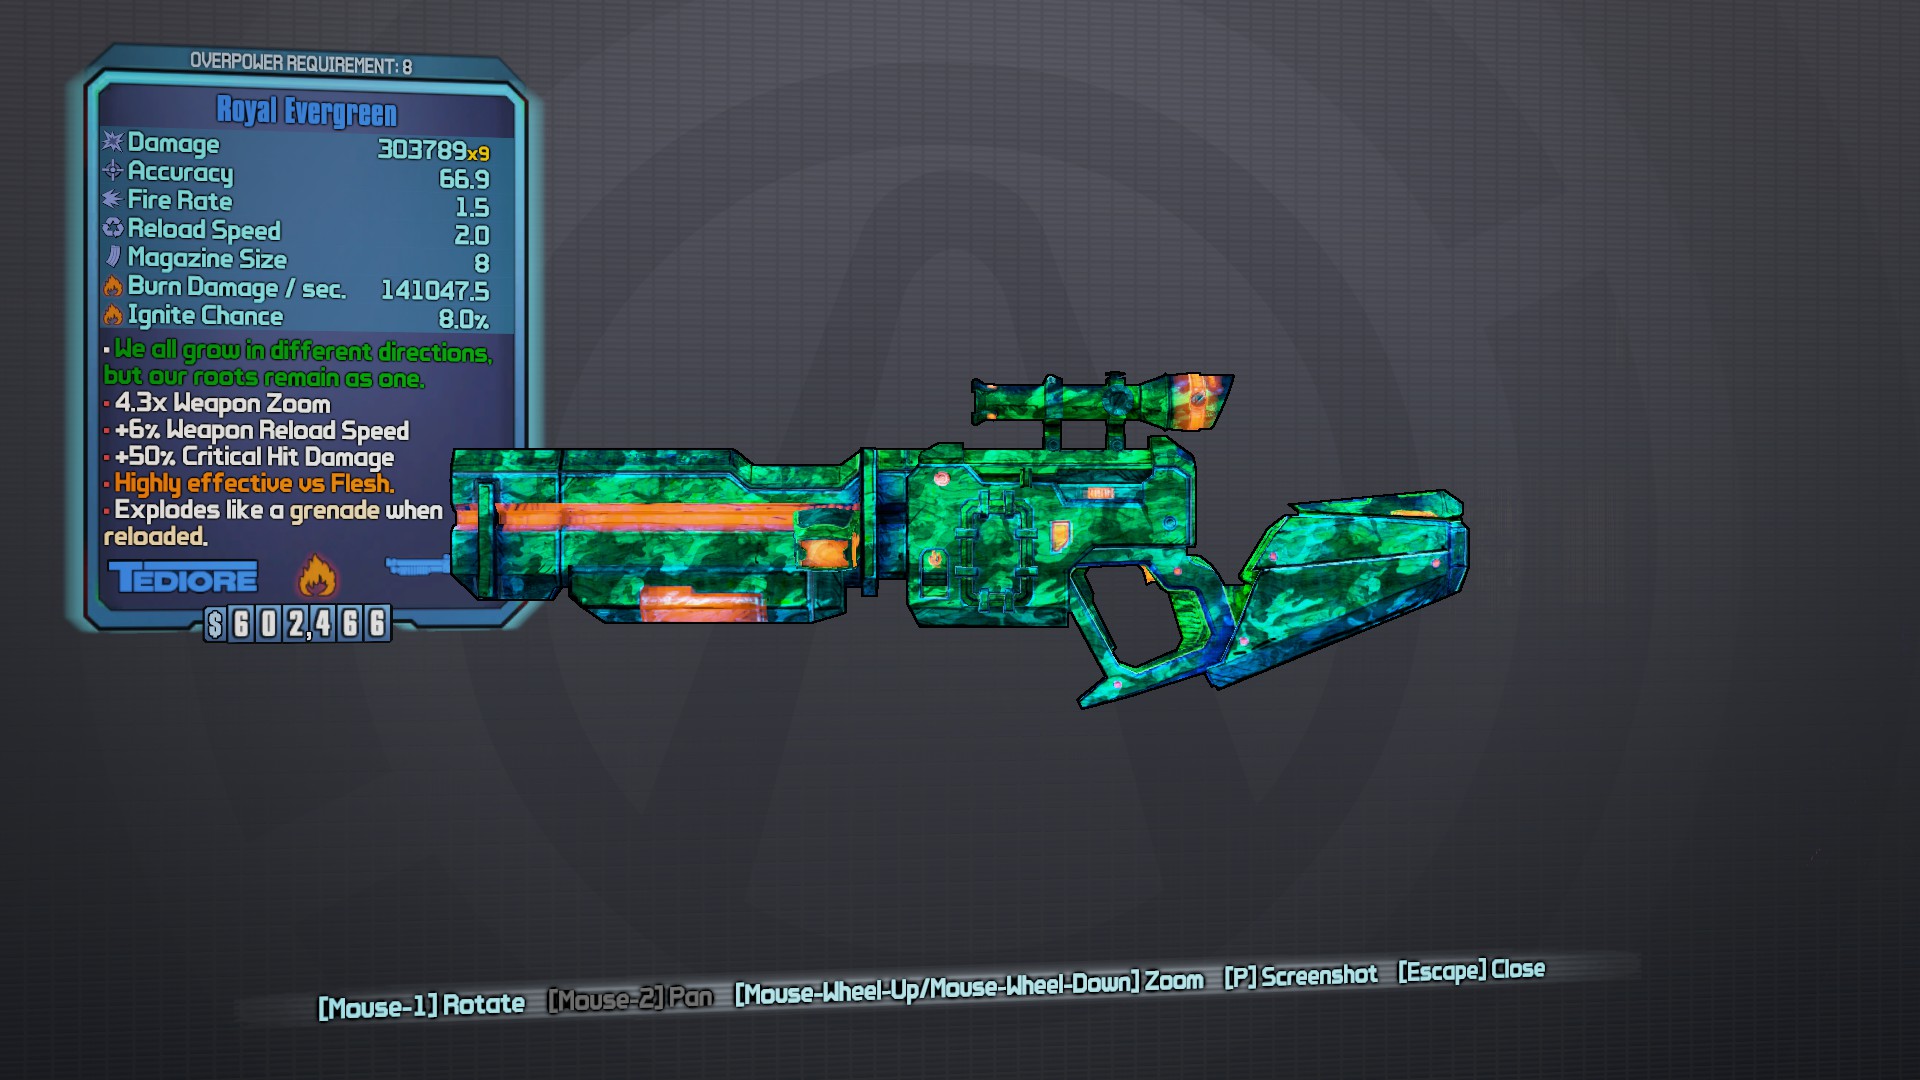 OVERPOWER REQUIREMENT: 8
Royal Evergreen
Damage 303789x9
Accuracy 66.9
Fire Rate 1.5
Reload Speed 2.0
Magazine Size 8
Burn Damage / sec. 141047.5
Ignite Chance 8.0%
• We all grow in different directions,
but our roots remain as one.
• 4.3x Weapon Zoom
• +6% Weapon Reload Speed
• +50% Critical Hit Damage
• Highly effective vs Flesh.
• Explodes like a grenade when
reloaded.
TEDIORE
$602,466
[Mouse-1] Rotate [Mouse-2] Pan [Mouse-Wheel-Up/Mouse-Wheel-Down] Zoom [P] Screenshot [Escape] Close